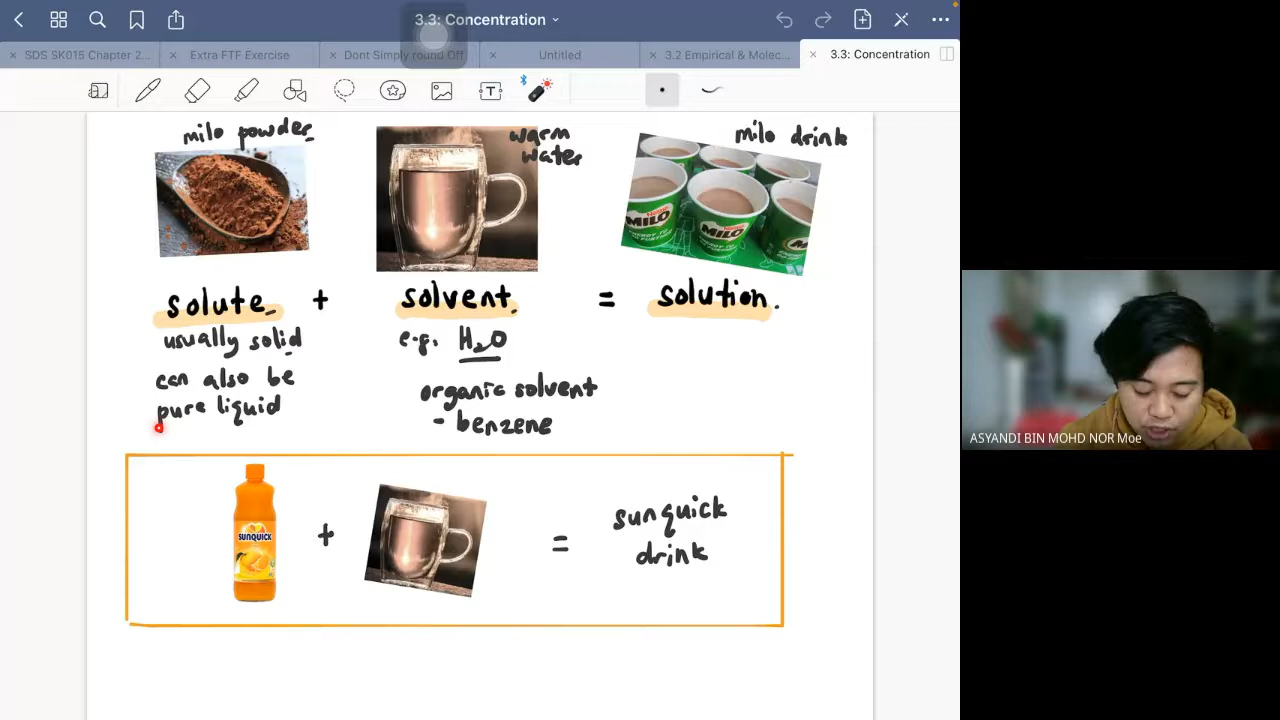 3.3: Concentration
SDS SK015 Chapter 2...
Extra FTF Exercise
Dont Simply round Off
Untitled
3.2 Empirical & Molec...
3.3: Concentration
milo powder
warm
water
milo drink
MILO
MILO
MILO
solute + solvent = solution
usually solid
can also be
pure liquid
e.g. H₂O
organic solvent
- benzene
SUNQUICK
+
=
sunquick
drink
ASYANDI BIN MOHD NOR Moe